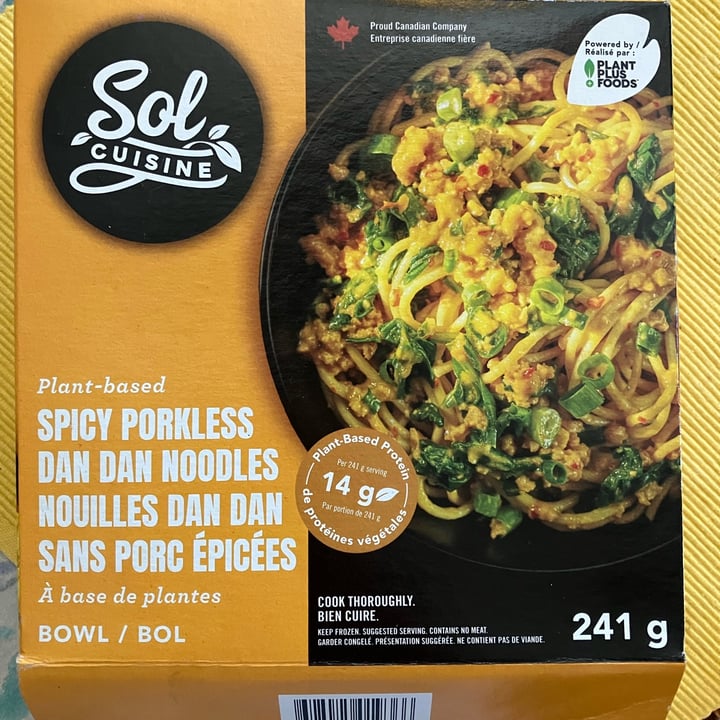 Sol
CUISINE
Proud Canadian Company
Entreprise canadienne fière
Powered by /
Réalisé par :
PLANT
PLUS
FOODS
Plant-based
SPICY PORKLESS
DAN DAN NOODLES
NOUILLES DAN DAN
SANS PORC ÉPICÉES
À base de plantes
BOWL / BOL
Plant-Based Protein
Per 241 g serving
14 g
Par portion de 241 g
de protéines végétales
COOK THOROUGHLY.
BIEN CUIRE.
KEEP FROZEN. SUGGESTED SERVING. CONTAINS NO MEAT.
GARDER CONGELÉ. PRÉSENTATION SUGGÉRÉE. NE CONTIENT PAS DE VIANDE.
241 g